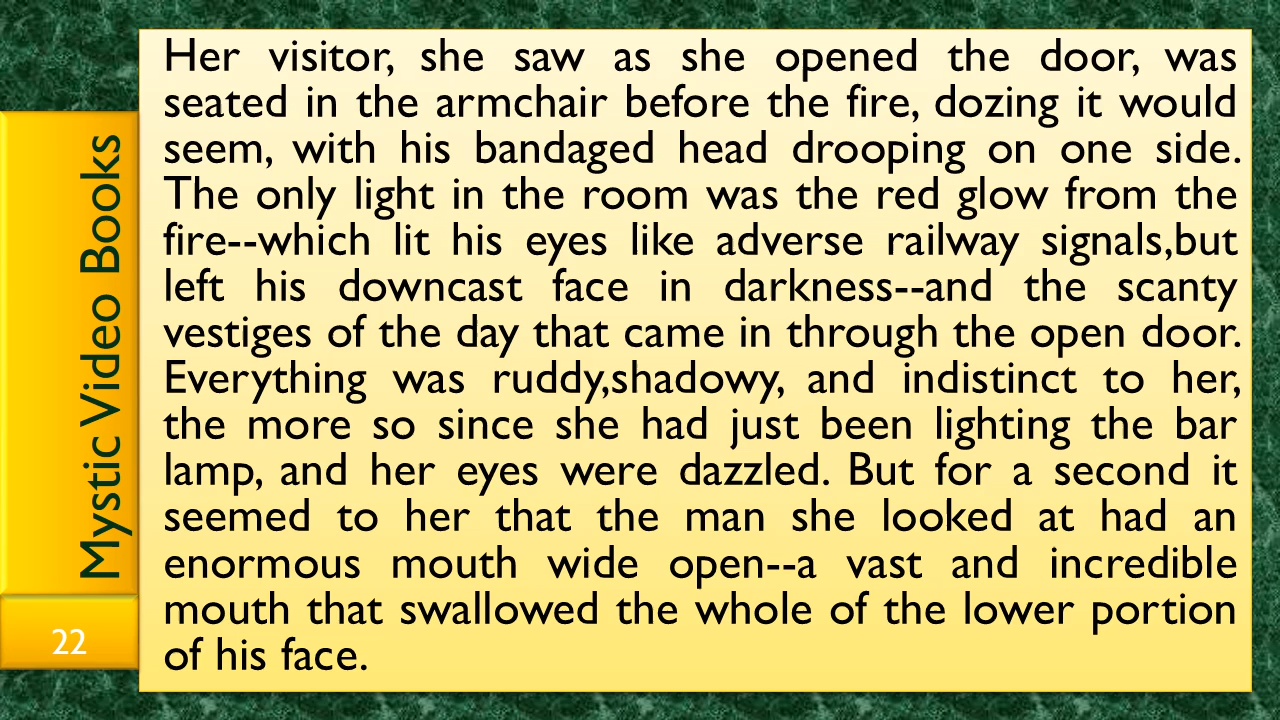 Her visitor, she saw as she opened the door, was
seated in the armchair before the fire, dozing it would
seem, with his bandaged head drooping on one side.
The only light in the room was the red glow from the
fire--which lit his eyes like adverse railway signals,but
left his downcast face in darkness--and the scanty
vestiges of the day that came in through the open door.
Everything was ruddy,shadowy, and indistinct to her,
the more so since she had just been lighting the bar
lamp, and her eyes were dazzled. But for a second it
seemed to her that the man she looked at had an
enormous mouth wide open--a vast and incredible
mouth that swallowed the whole of the lower portion
of his face.
Mystic Video Books
22